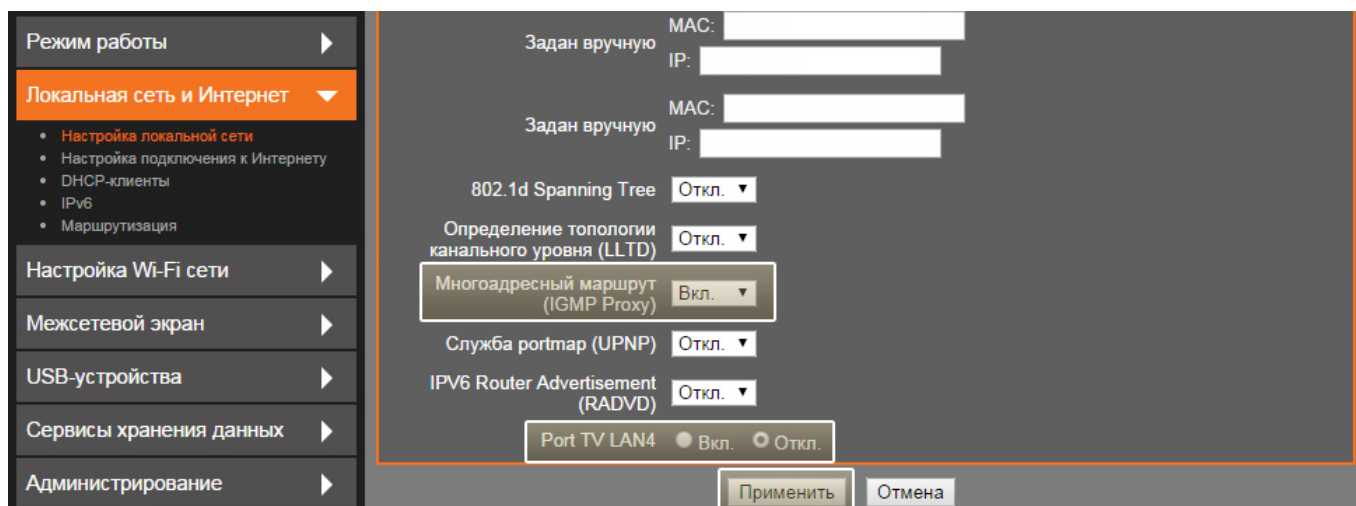 Режим работы
Локальная сеть и Интернет
Настройка локальной сети
Настройка подключения к Интернету
DHCP-клиенты
IPv6
Маршрутизация
Настройка Wi-Fi сети
Межсетевой экран
USB-устройства
Сервисы хранения данных
Администрирование
Задан вручную
MAC:
IP:
Задан вручную
MAC:
IP:
802.1d Spanning Tree Откл.
Определение топологии
канального уровня (LLTD) Откл.
Многоадресный маршрут
(IGMP Proxy) Вкл.
Служба portmap (UPNP) Откл.
IPV6 Router Advertisement
(RADVD) Откл.
Port TV LAN4 Вкл. Откл.
Применить Отмена